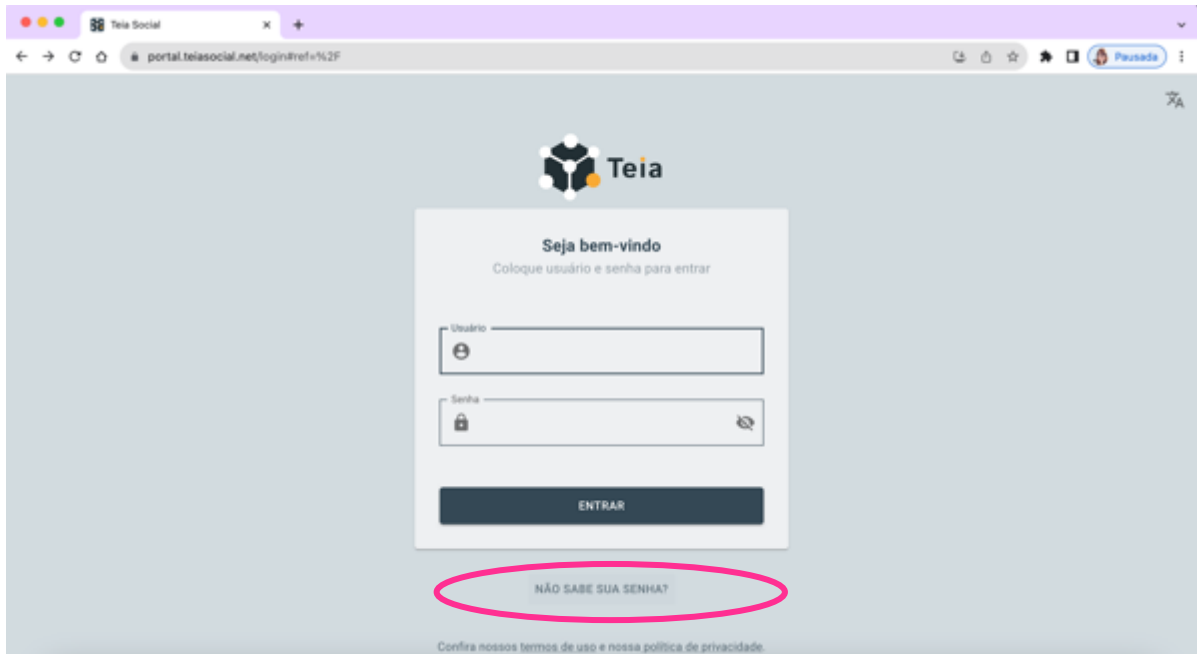 Teia Social
portal.teiasocial.net/login#ref=%2F
Pausada
Teia
Seja bem-vindo
Coloque usuário e senha para entrar
Usuário
Senha
ENTRAR
NÃO SABE SUA SENHA?
Confira nossos termos de uso e nossa política de privacidade.